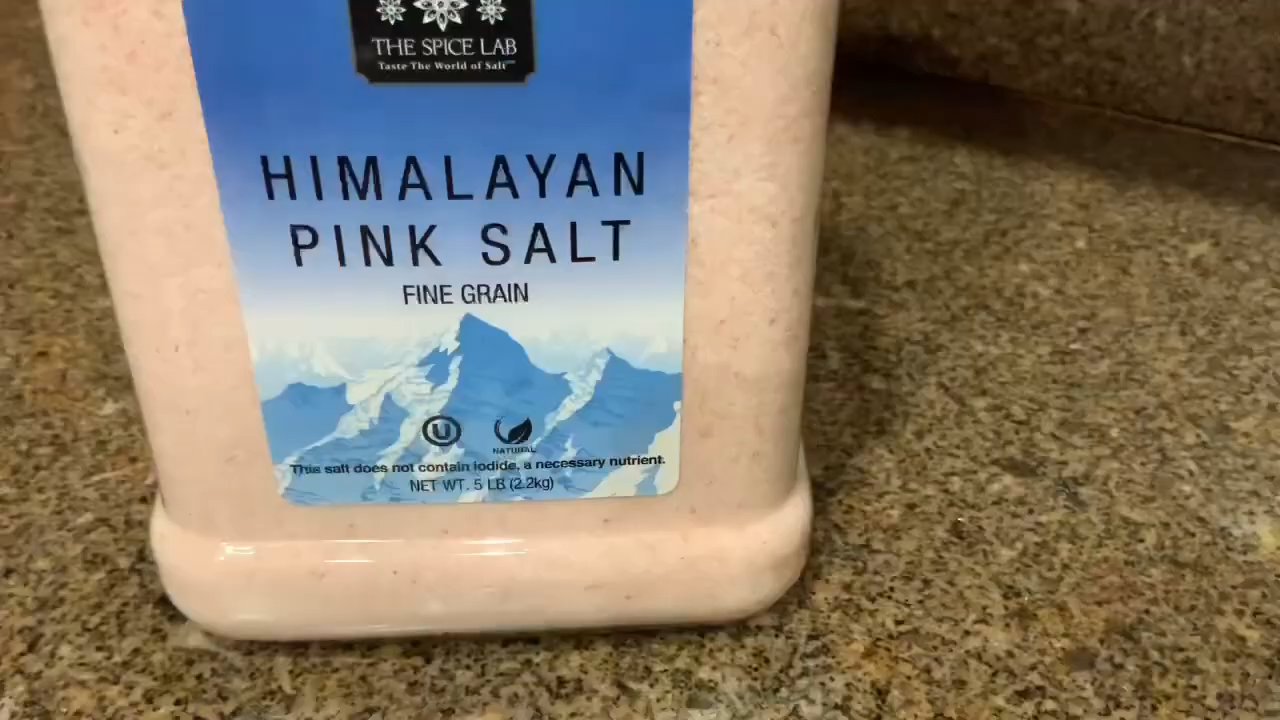 THE SPICE LAB
Taste The World of Salt℠
HIMALAYAN
PINK SALT
FINE GRAIN
U
NATURAL
This salt does not contain iodide, a necessary nutrient.
NET WT. 5 LB (2.2kg)